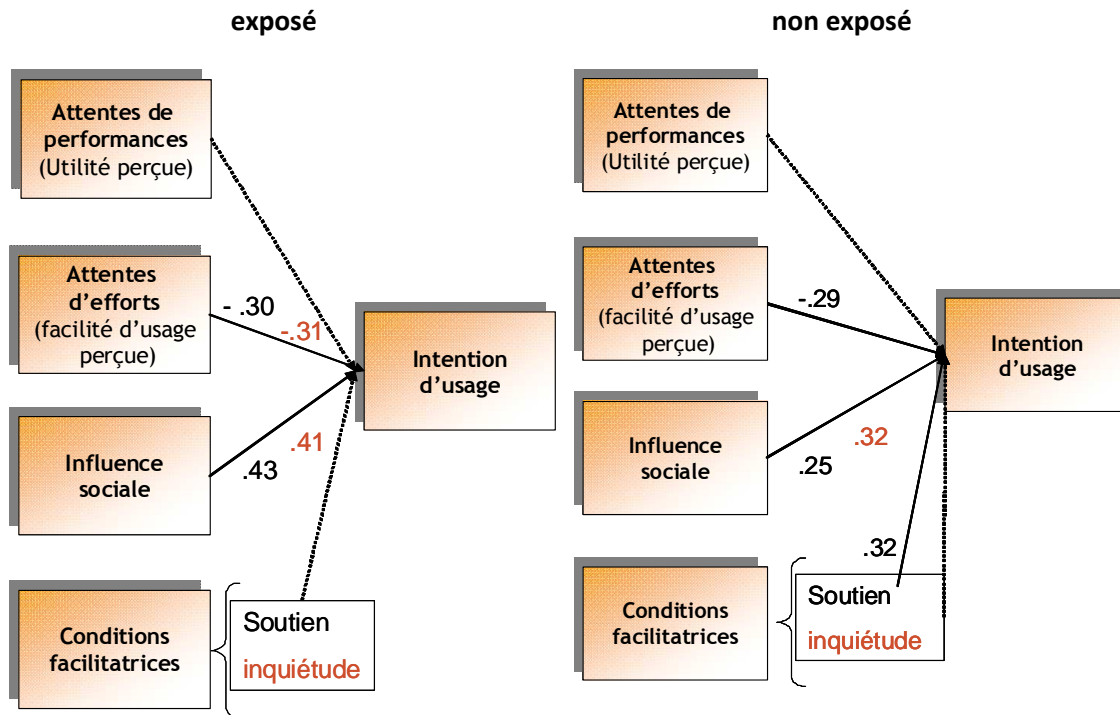 exposé
Attentes de
performances
(Utilité perçue)
Attentes
d'efforts
(facilité d'usage
perçue)
- .30
-.31
Intention
d'usage
Influence
sociale
.41
.43
Conditions
facilitatrices
Soutien
inquiétude
non exposé
Attentes de
performances
(Utilité perçue)
Attentes
d'efforts
(facilité d'usage
perçue)
-.29
Intention
d'usage
Influence
sociale
.32
.25
.32
Conditions
facilitatrices
Soutien
inquiétude